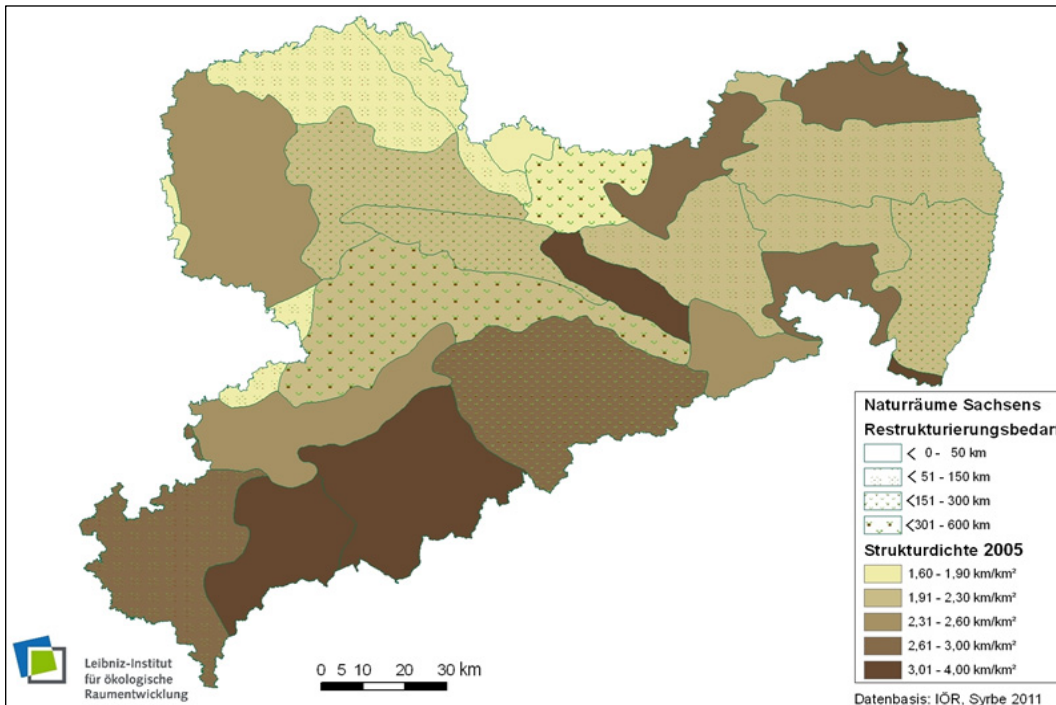 Naturräume Sachsens
Restrukturierungsbedarf
< 0 - 50 km
< 51 - 150 km
<151 - 300 km
<301 - 600 km
Strukturdichte 2005
1,60 - 1,90 km/km²
1,91 - 2,30 km/km²
2,31 - 2,60 km/km²
2,61 - 3,00 km/km²
3,01 - 4,00 km/km²
Datenbasis: IÖR, Syrbe 2011
Leibniz-Institut
für ökologische
Raumentwicklung
0 5 10 20 30 km